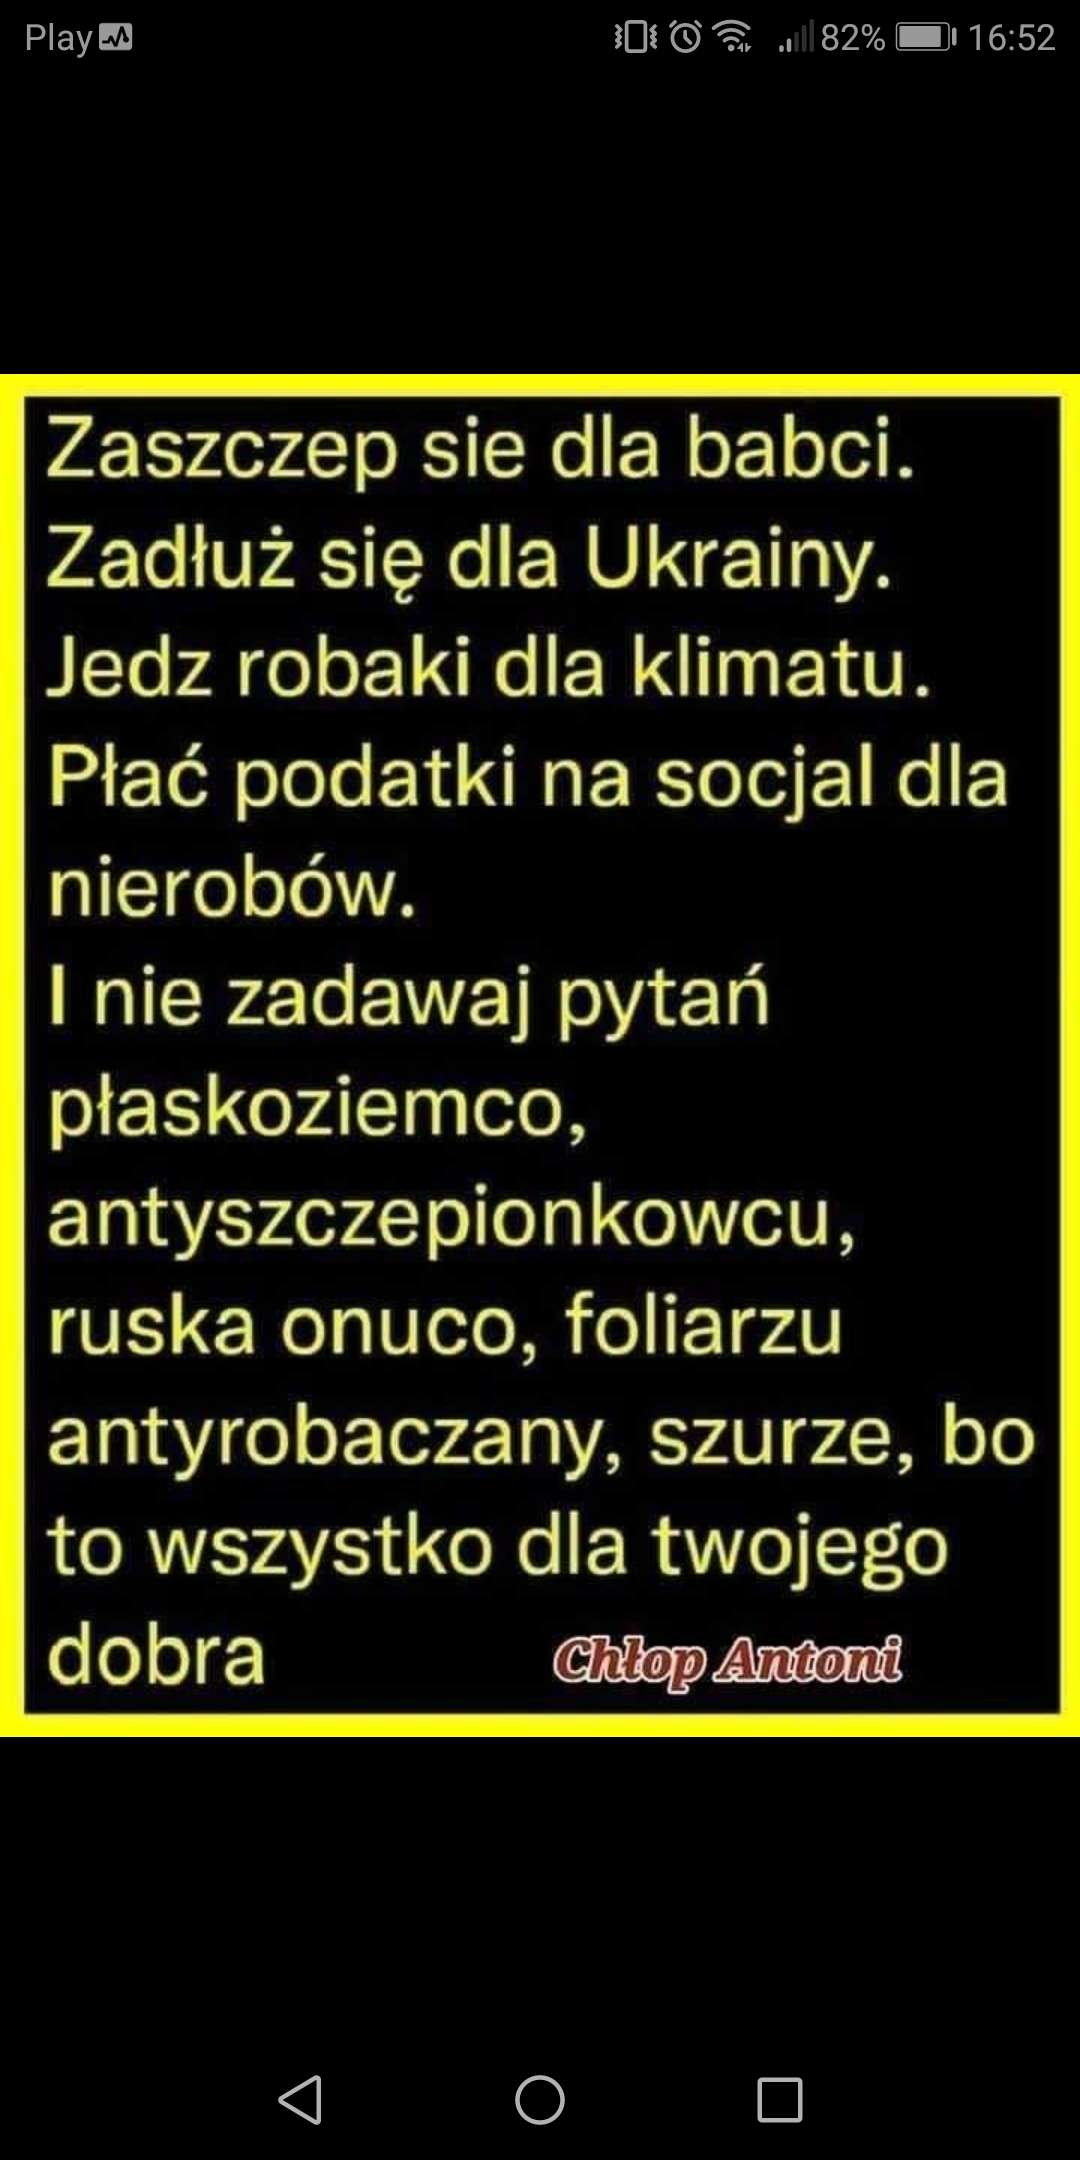 Play
82% 16:52
Zaszczep sie dla babci.
Zadłuż się dla Ukrainy.
Jedz robaki dla klimatu.
Płać podatki na socjal dla
nierobów.
I nie zadawaj pytań
płaskoziemco,
antyszczepionkowcu,
ruska onuco, foliarzu
antyrobaczany, szurze, bo
to wszystko dla twojego
dobra
Chłop Antoni